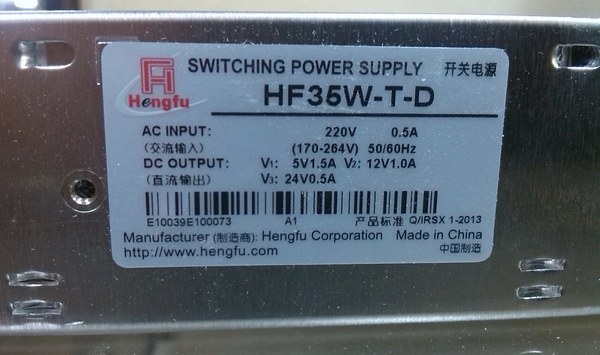 Hengfu
SWITCHING POWER SUPPLY 开关电源
HF35W-T-D
AC INPUT: 220V 0.5A
(交流输入) (170-264V) 50/60Hz
DC OUTPUT: V1: 5V1.5A V2: 12V1.0A
(直流输出) V3: 24V0.5A
E10039E100073 A1 产品标准 Q/IRSX 1-2013
Manufacturer (制造商): Hengfu Corporation Made in China
http://www.hengfu.com 中国制造